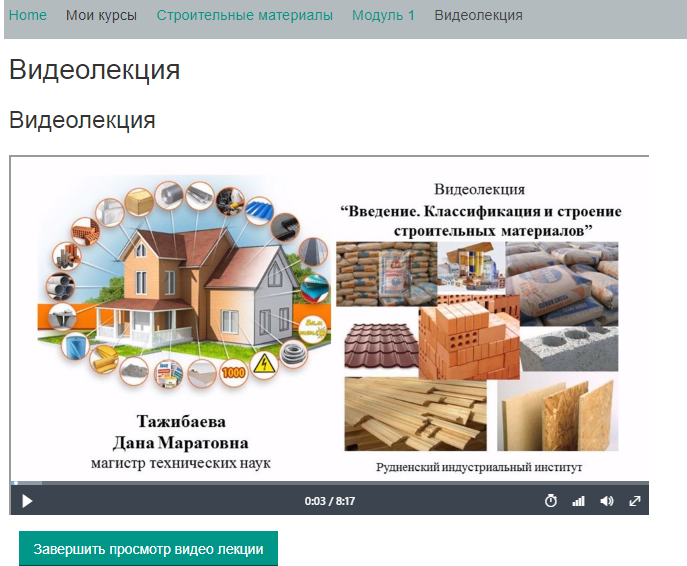 Home Мои курсы Строительные материалы Модуль 1 Видеолекция
Видеолекция
Видеолекция
1000
Тажибаева
Дана Маратовна
магистр технических наук
Видеолекция
“Введение. Классификация и строение
строительных материалов”
Рудненский индустриальный институт
0:03 / 8:17
Завершить просмотр видео лекции